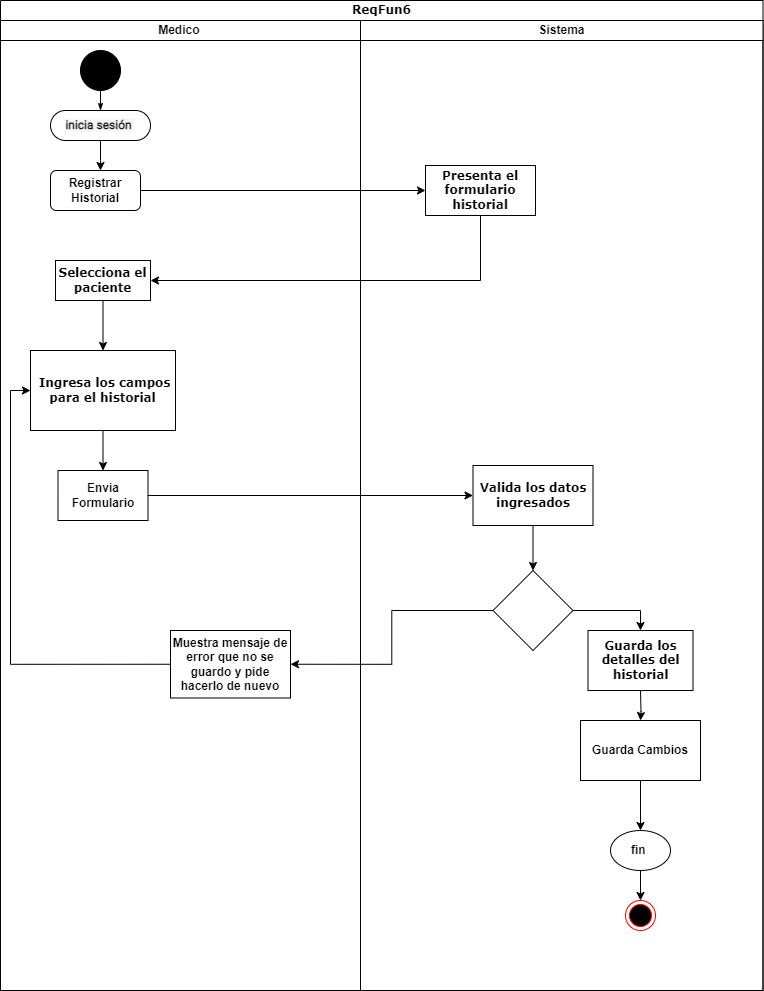 ReqFun6
Medico
Sistema
inicia sesión
Registrar
Historial
Presenta el
formulario
historial
Selecciona el
paciente
Ingresa los campos
para el historial
Envia
Formulario
Valida los datos
ingresados
Muestra mensaje de
error que no se
guardo y pide
hacerlo de nuevo
Guarda los
detalles del
historial
Guarda Cambios
fin